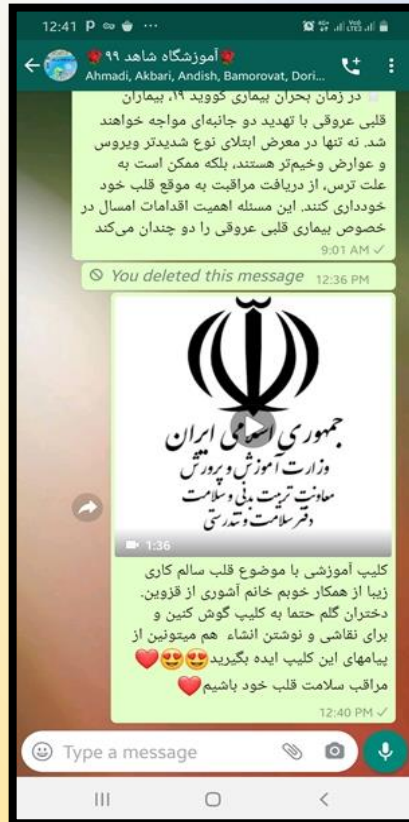 12:41 P
🌹آموزشگاه شاهد ۹۹🌹
Ahmadi, Akbari, Andish, Bamorovat, Dori...
در زمان بحران بیماری کووید ۱۹، بیماران
قلبی عروقی با تهدید دو جانبه‌ای مواجه خواهند
شد. نه تنها در معرض ابتلای نوع شدیدتر ویروس
و عوارض وخیم‌تر هستند، بلکه ممکن است به
علت ترس، از دریافت مراقبت به موقع قلب خود
خودداری کنند. این مسئله اهمیت اقدامات امسال در
خصوص بیماری قلبی عروقی را دو چندان می‌کند
9:01 AM ✓
You deleted this message 12:36 PM
جمهوری اسلامی ایران
وزارت آموزش و پرورش
معاونت تربیت بدنی و سلامت
دفتر سلامت و تندرستی
1:36
کلیپ آموزشی با موضوع قلب سالم کاری
زیبا از همکار خوبم خانم آشوری از قزوین.
دختران گلم حتما به کلیپ گوش کنین و
برای نقاشی و نوشتن انشاء هم میتونین از
پیامهای این کلیپ ایده بگیرید😍😍❤️
مراقب سلامت قلب خود باشیم❤️
12:40 PM ✓
Type a message